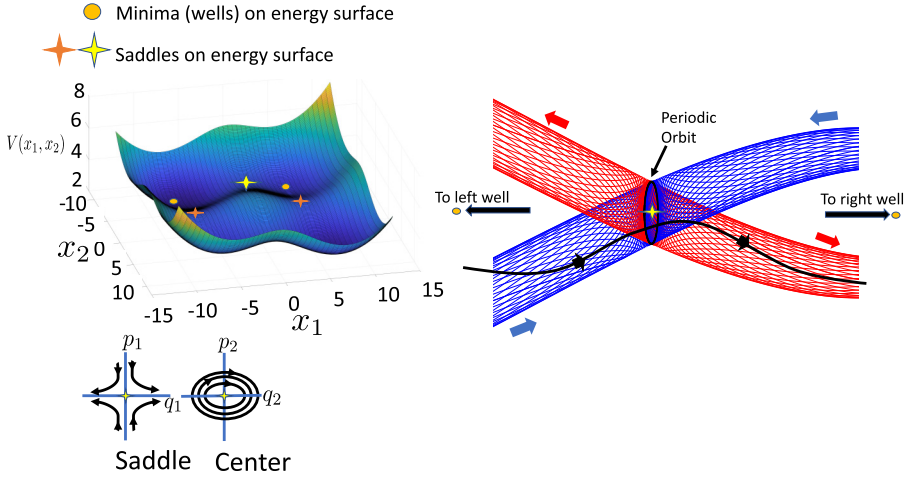 Minima (wells) on energy surface
Saddles on energy surface
8
6
V(x₁, x₂)
4
2
-10
-5
x₂ 0
5
10
-15 -10 -5 0 5 10 15
x₁
p₁
q₁
Saddle
p₂
q₂
Center
Periodic
Orbit
To left well
To right well